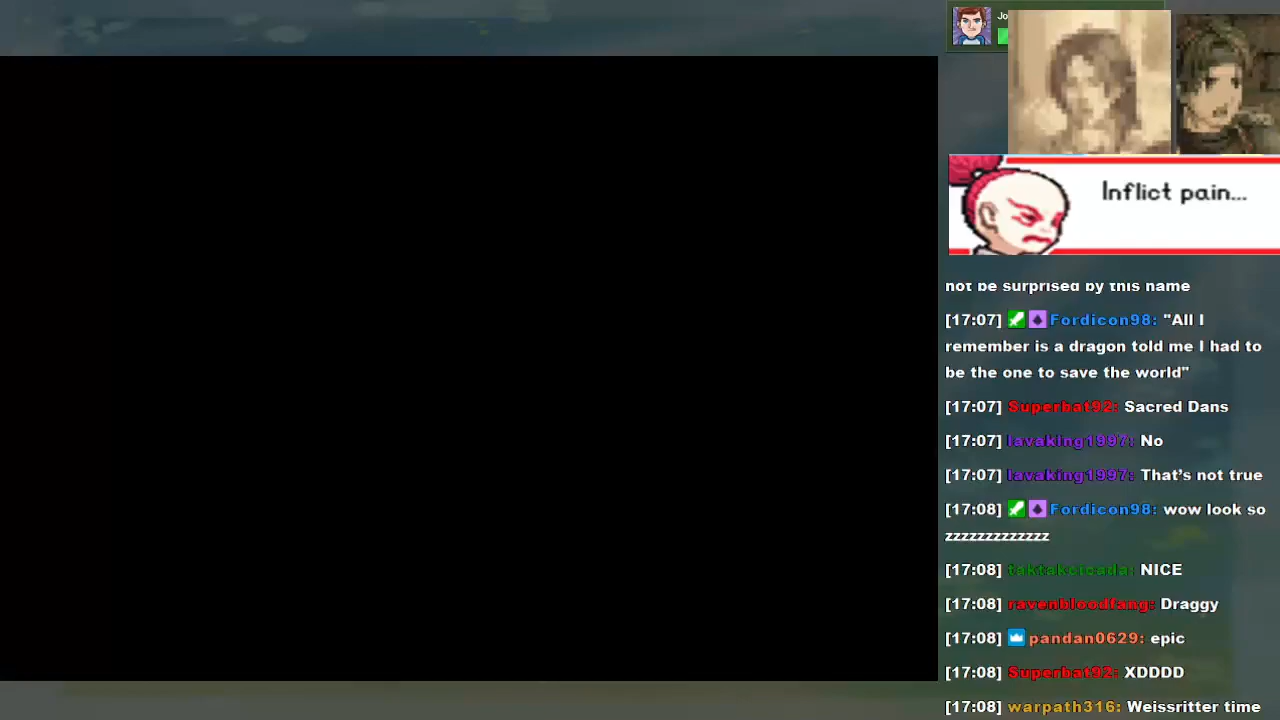 Jo
Inflict pain...
not be surprised by this name
[17:07] Fordicon98: "All I
remember is a dragon told me I had to
be the one to save the world"
[17:07] Superbat92: Sacred Dans
[17:07] lavaking1997: No
[17:07] lavaking1997: That's not true
[17:08] Fordicon98: wow look so
zzzzzzzzzzzzz
[17:08] taktakcicada: NICE
[17:08] ravenbloodfang: Draggy
[17:08] pandan0629: epic
[17:08] Superbat92: XDDDD
[17:08] warpath316: Weissritter time